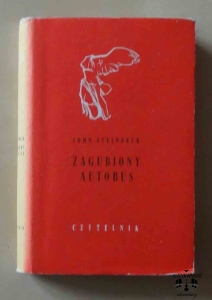 JOHN STEINBECK
ZAGUBIONY
AUTOBUS
CZYTELNIK